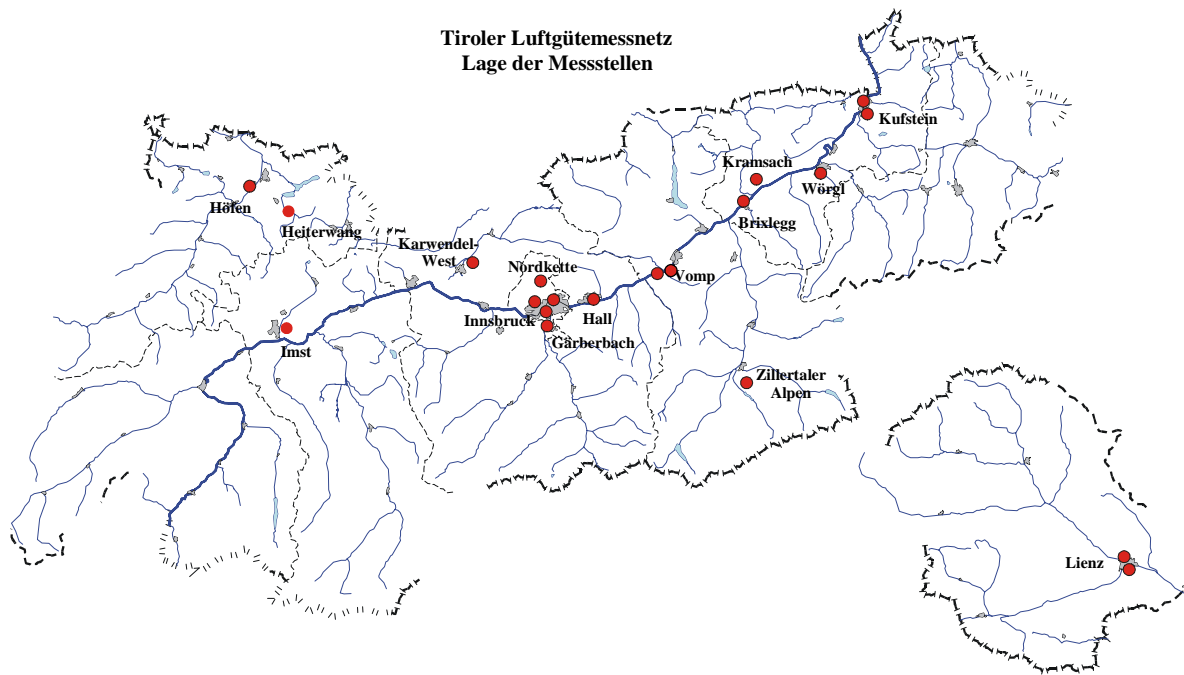 Tiroler Luftgütemessnetz
Lage der Messstellen
Kufstein
Kramsach
Wörgl
Höfen
Brixlegg
Heiterwang
Karwendel-
West
Nordkette
Vomp
Innsbruck
Hall
Gärberbach
Imst
Zillertaler
Alpen
Lienz